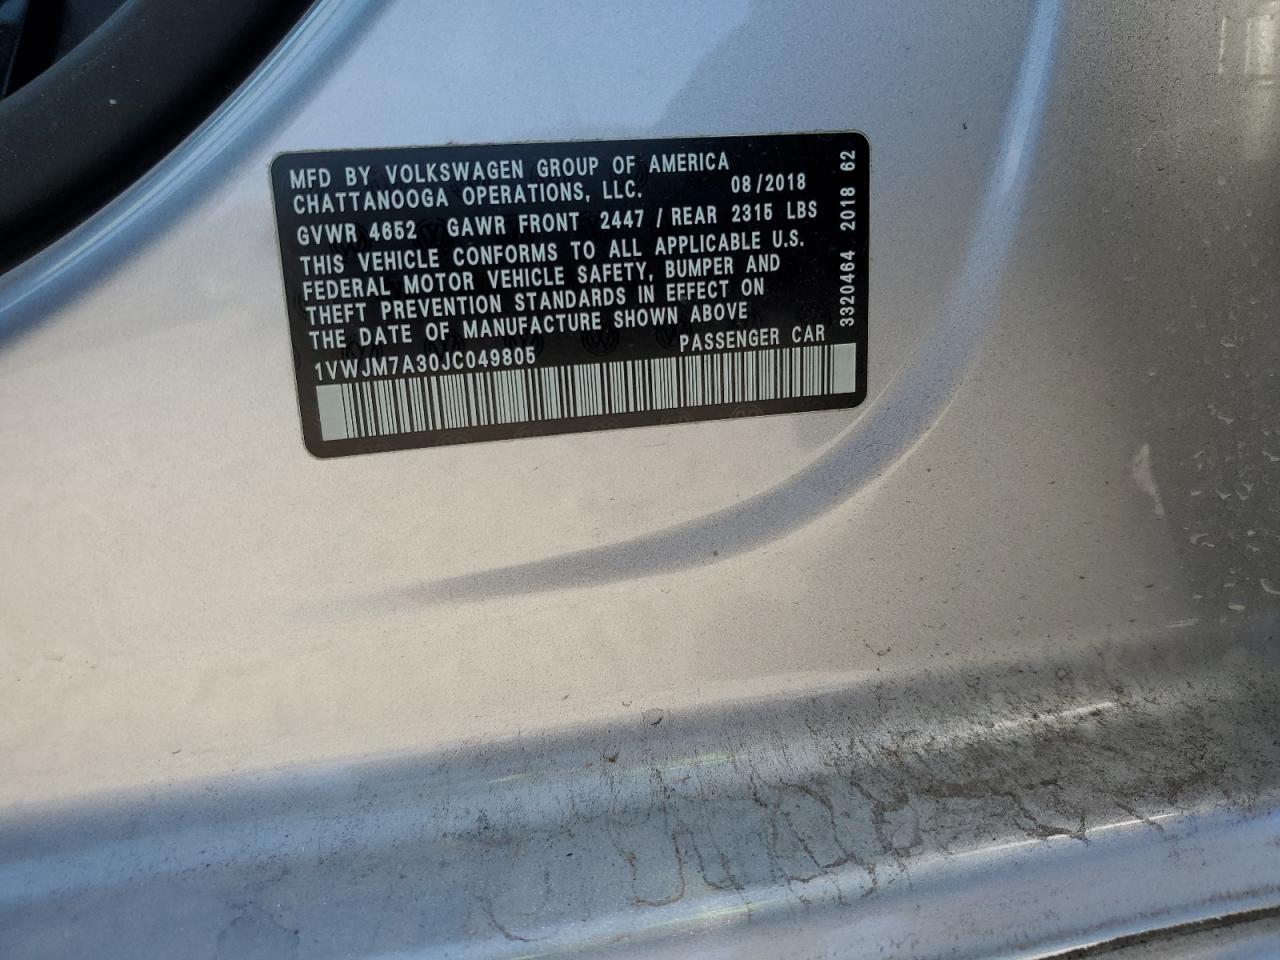 MFD BY VOLKSWAGEN GROUP OF AMERICA
CHATTANOOGA OPERATIONS, LLC. 08/2018
GVWR 4652 GAWR FRONT 2447 / REAR 2315 LBS
THIS VEHICLE CONFORMS TO ALL APPLICABLE U.S.
FEDERAL MOTOR VEHICLE SAFETY, BUMPER AND
THEFT PREVENTION STANDARDS IN EFFECT ON
THE DATE OF MANUFACTURE SHOWN ABOVE
PASSENGER CAR
1VWJM7A30JC049805
3320464 2018 62